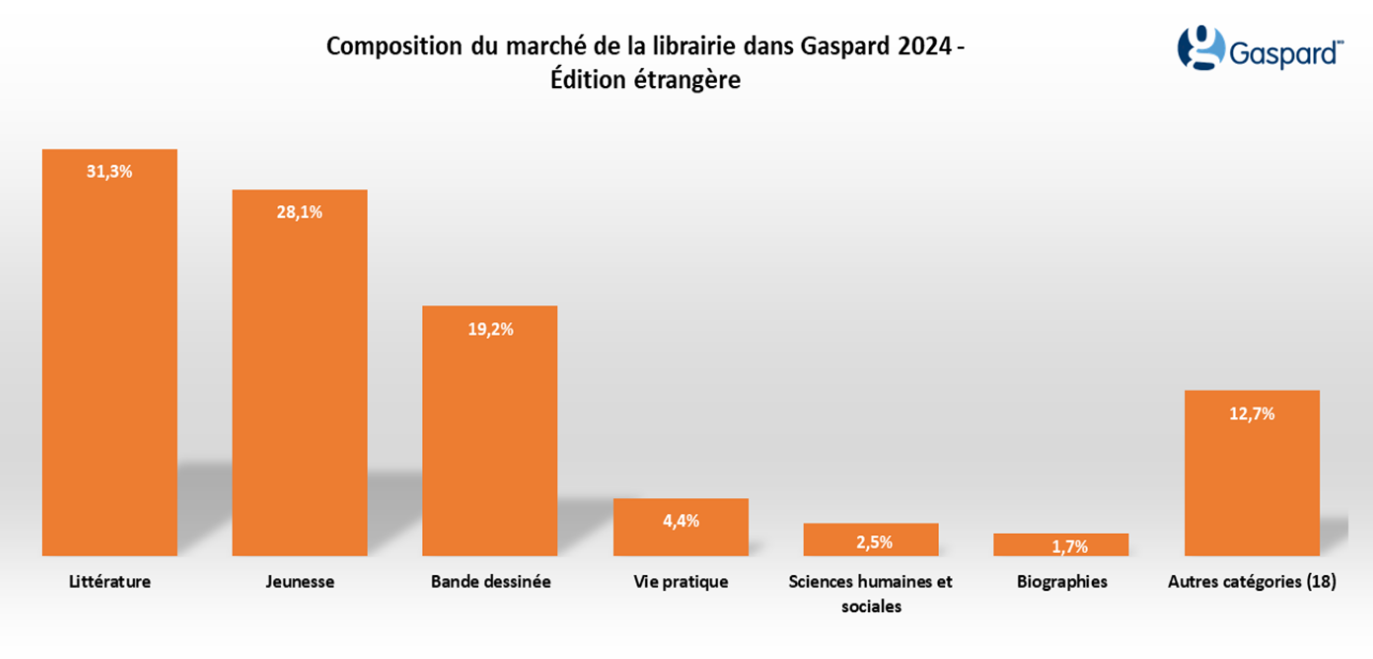 Composition du marché de la librairie dans Gaspard 2024 -
Édition étrangère
Gaspard
31,3%
28,1%
19,2%
4,4%
2,5%
1,7%
12,7%
Littérature
Jeunesse
Bande dessinée
Vie pratique
Sciences humaines et
sociales
Biographies
Autres catégories (18)